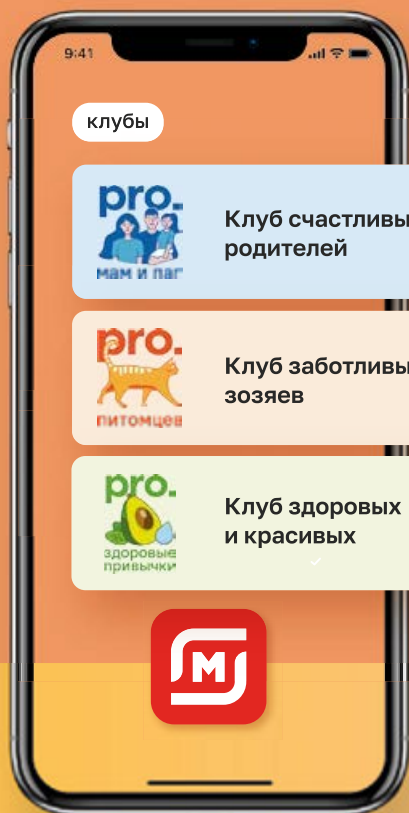 9:41
клубы
pro.
мам и пап
Клуб счастливы
родителей
pro.
питомцев
Клуб заботливы
зозяев
pro.
здоровые
привычки
Клуб здоровых
и красивых
М